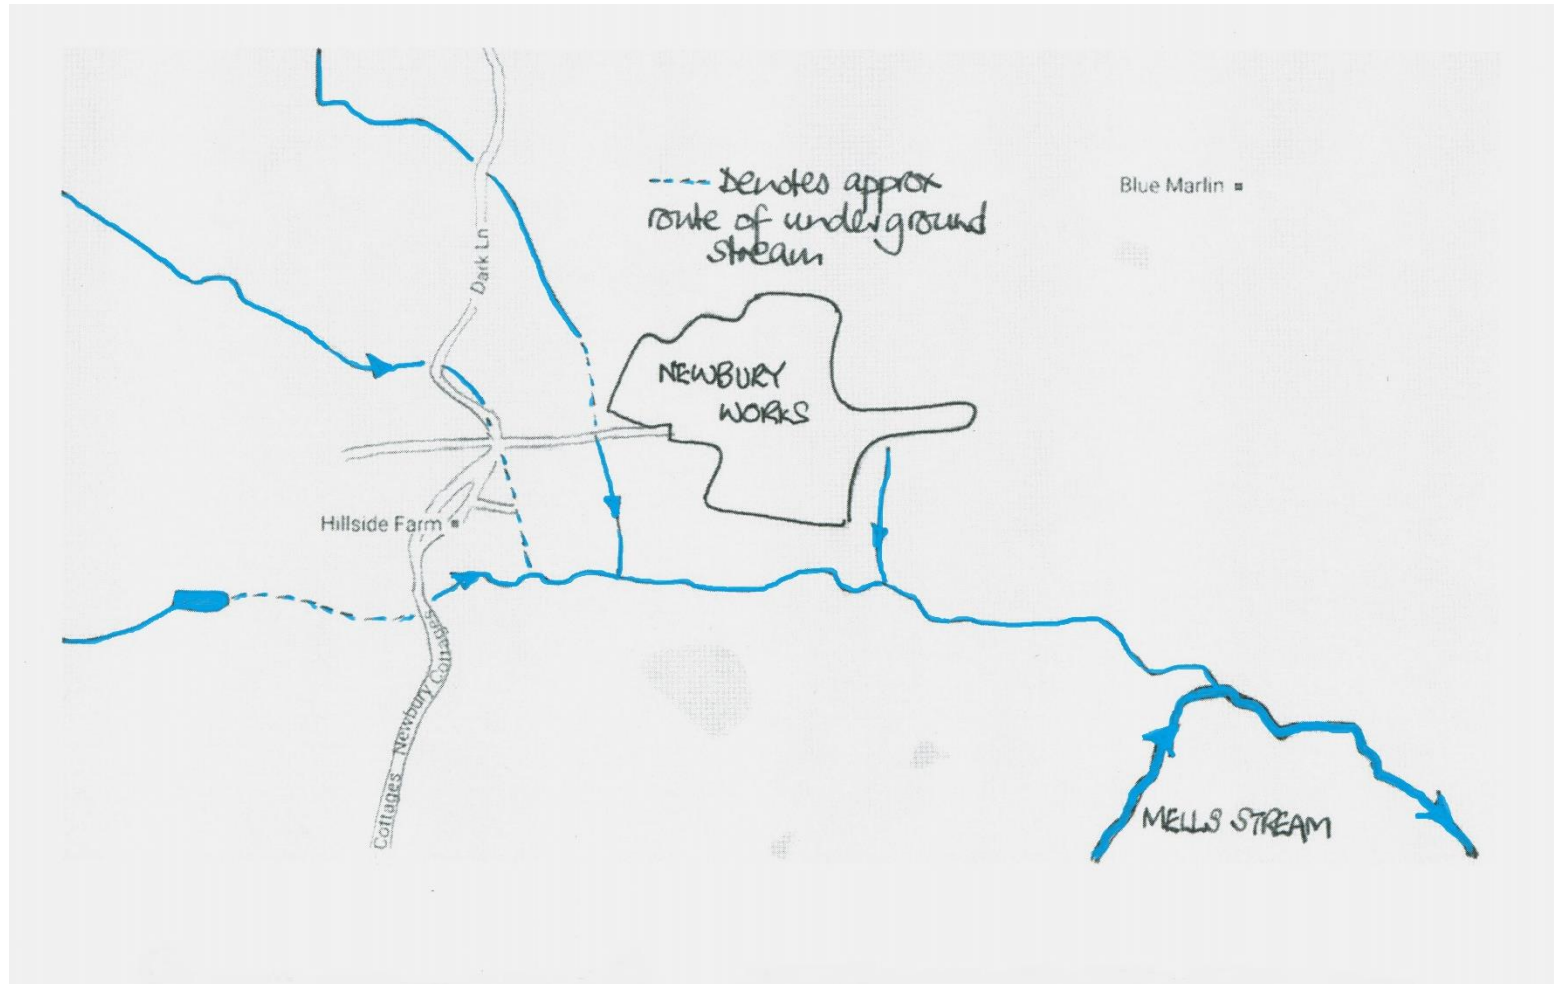 ----- Denotes approx
route of underground
stream
Blue Marlin
Dark Ln
NEWBURY
WORKS
Hillside Farm
Newbury Cottages
Cottages
MELLS STREAM